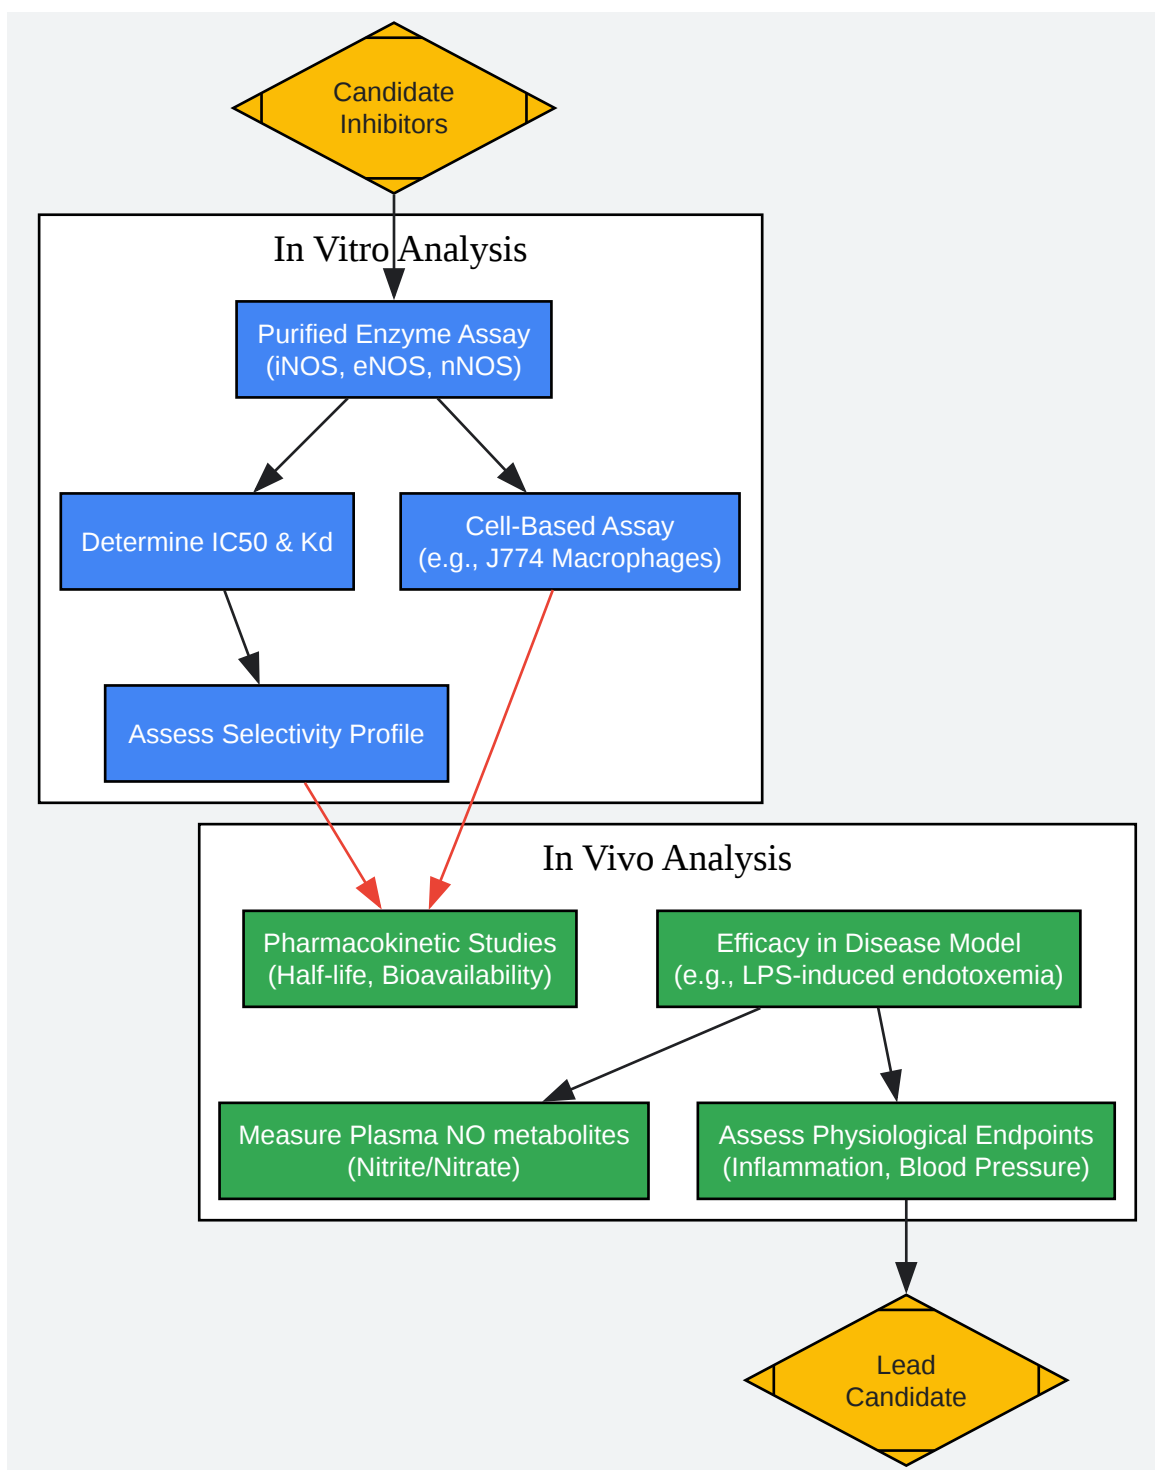 Candidate
Inhibitors
In Vitro Analysis
Purified Enzyme Assay
(iNOS, eNOS, nNOS)
Determine IC50 & Kd
Cell-Based Assay
(e.g., J774 Macrophages)
Assess Selectivity Profile
In Vivo Analysis
Pharmacokinetic Studies
(Half-life, Bioavailability)
Efficacy in Disease Model
(e.g., LPS-induced endotoxemia)
Measure Plasma NO metabolites
(Nitrite/Nitrate)
Assess Physiological Endpoints
(Inflammation, Blood Pressure)
Lead
Candidate